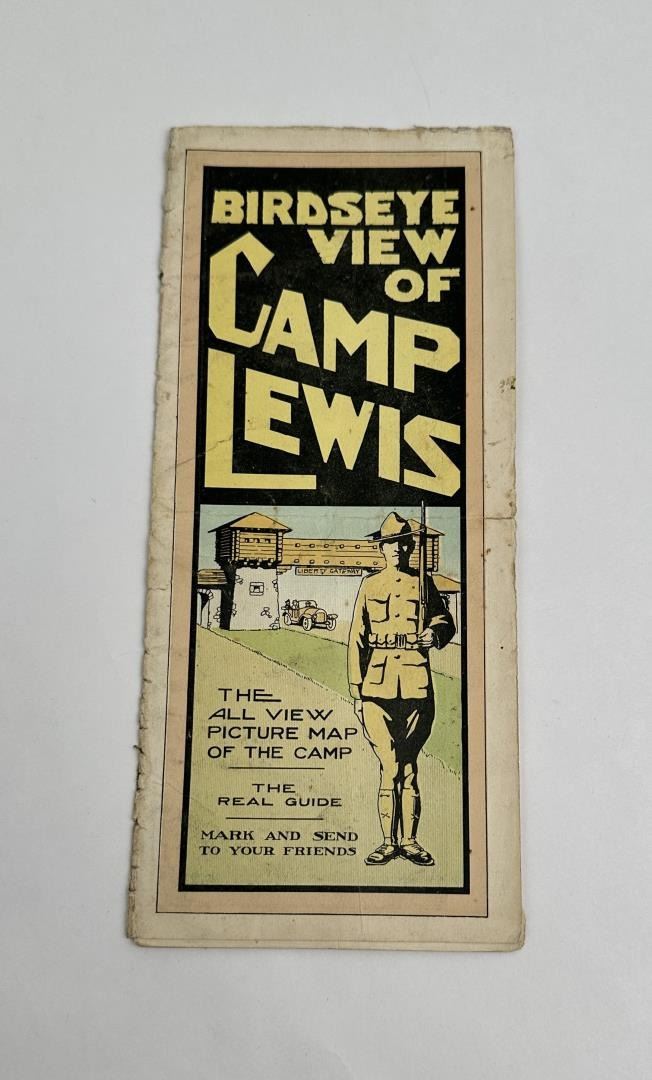 BIRDSEYE
VIEW
OF
CAMP
LEWIS
LIBERTY GATEWAY
THE
ALL VIEW
PICTURE MAP
OF THE CAMP
THE
REAL GUIDE
MARK AND SEND
TO YOUR FRIENDS